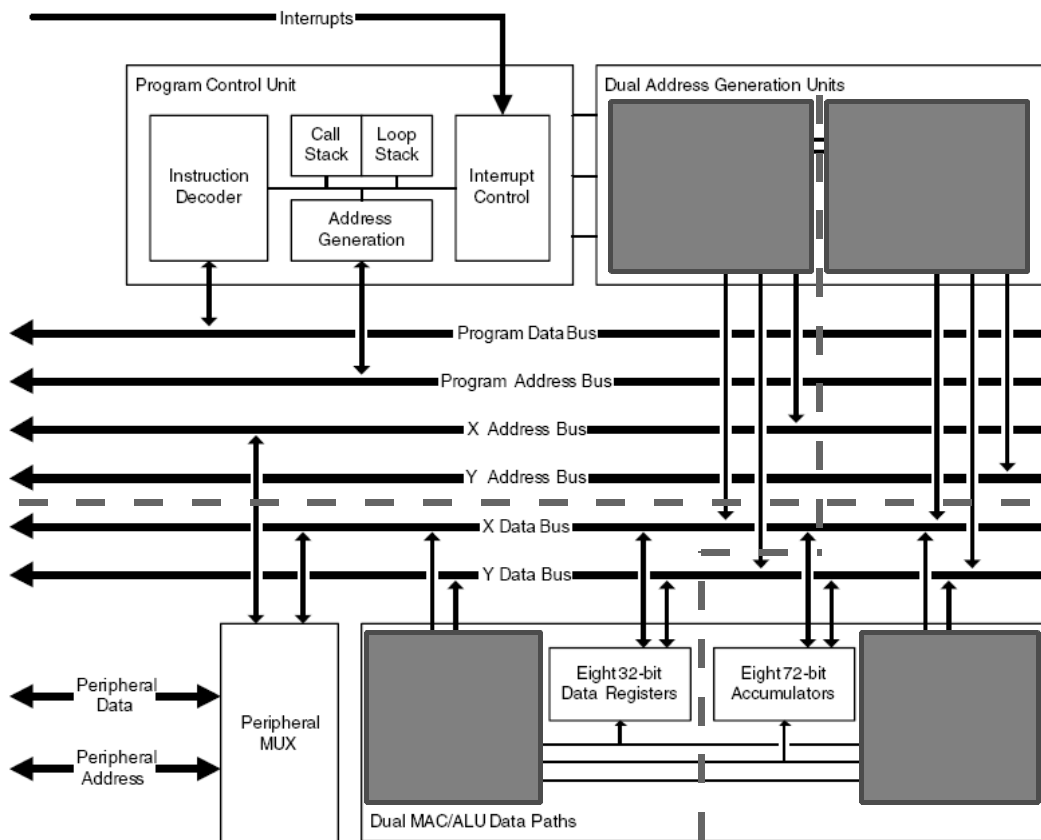 Interrupts
Program Control Unit
Dual Address Generation Units
Call
Stack
Loop
Stack
Instruction
Decoder
Interrupt
Control
Address
Generation
Program Data Bus
Program Address Bus
X Address Bus
Y Address Bus
X Data Bus
Y Data Bus
Peripheral
Data
Peripheral
Address
Peripheral
MUX
Eight 32-bit
Data Registers
Eight 72-bit
Accumulators
Dual MAC/ALU Data Paths